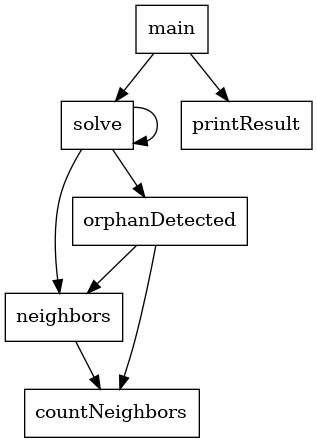 main
solve
printResult
orphanDetected
neighbors
countNeighbors